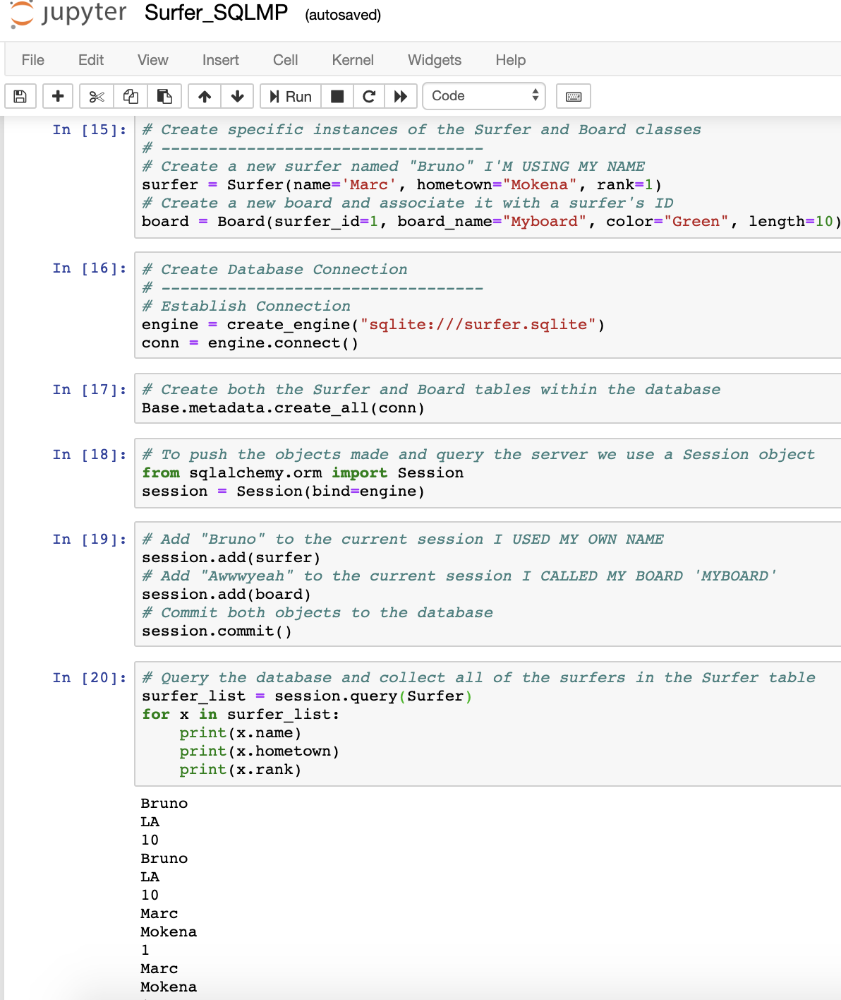 jupyter Surfer_SQLMP (autosaved)
File Edit View Insert Cell Kernel Widgets Help
Run Code
In [15]: # Create specific instances of the Surfer and Board classes
# ----------------------------------
# Create a new surfer named "Bruno" I'M USING MY NAME
surfer = Surfer(name='Marc', hometown="Mokena", rank=1)
# Create a new board and associate it with a surfer's ID
board = Board(surfer_id=1, board_name="Myboard", color="Green", length=10)
In [16]: # Create Database Connection
# ----------------------------------
# Establish Connection
engine = create_engine("sqlite:///surfer.sqlite")
conn = engine.connect()
In [17]: # Create both the Surfer and Board tables within the database
Base.metadata.create_all(conn)
In [18]: # To push the objects made and query the server we use a Session object
from sqlalchemy.orm import Session
session = Session(bind=engine)
In [19]: # Add "Bruno" to the current session I USED MY OWN NAME
session.add(surfer)
# Add "Awwwyeah" to the current session I CALLED MY BOARD 'MYBOARD'
session.add(board)
# Commit both objects to the database
session.commit()
In [20]: # Query the database and collect all of the surfers in the Surfer table
surfer_list = session.query(Surfer)
for x in surfer_list:
    print(x.name)
    print(x.hometown)
    print(x.rank)
Bruno
LA
10
Bruno
LA
10
Marc
Mokena
1
Marc
Mokena